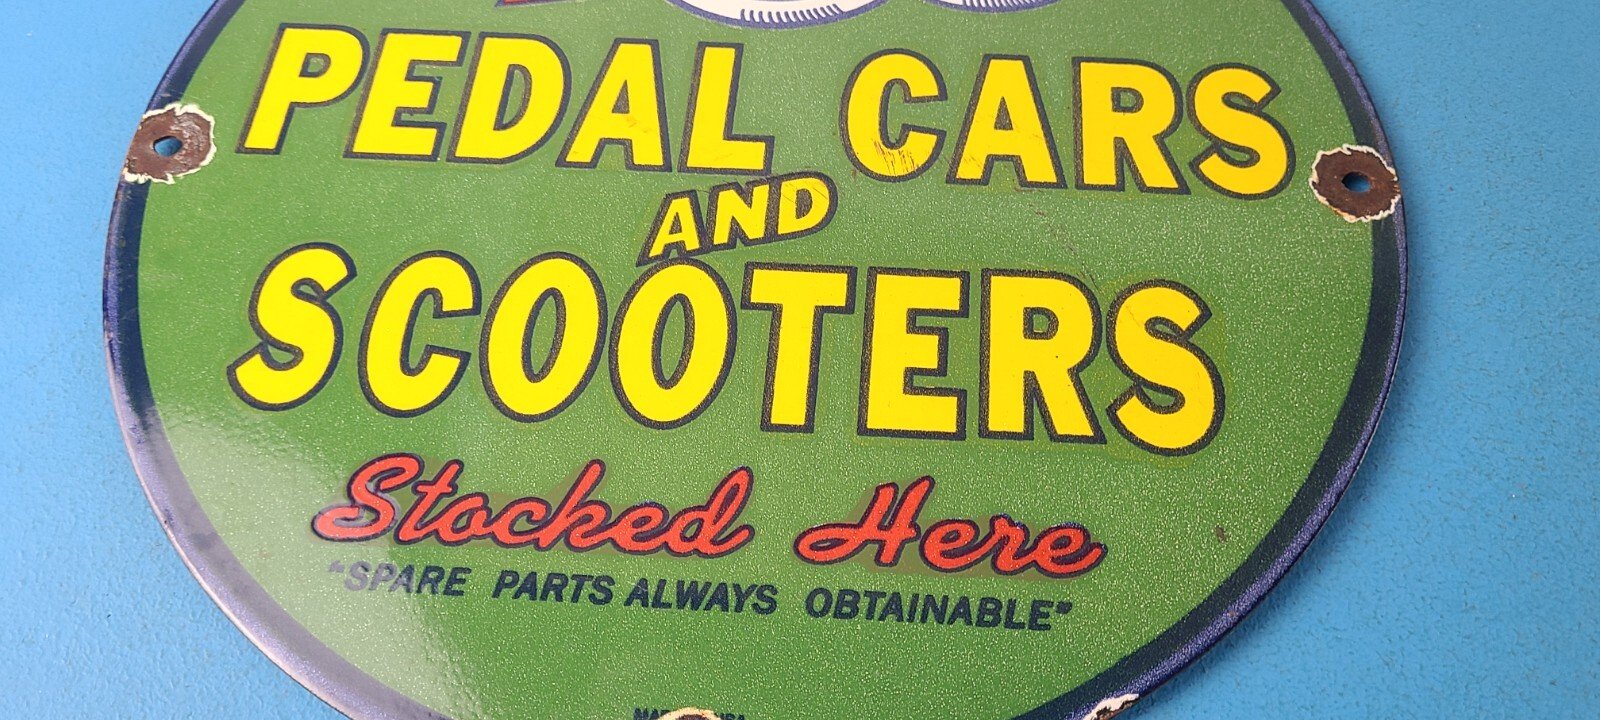 PEDAL CARS
AND
SCOOTERS
Stocked Here
"SPARE PARTS ALWAYS OBTAINABLE"